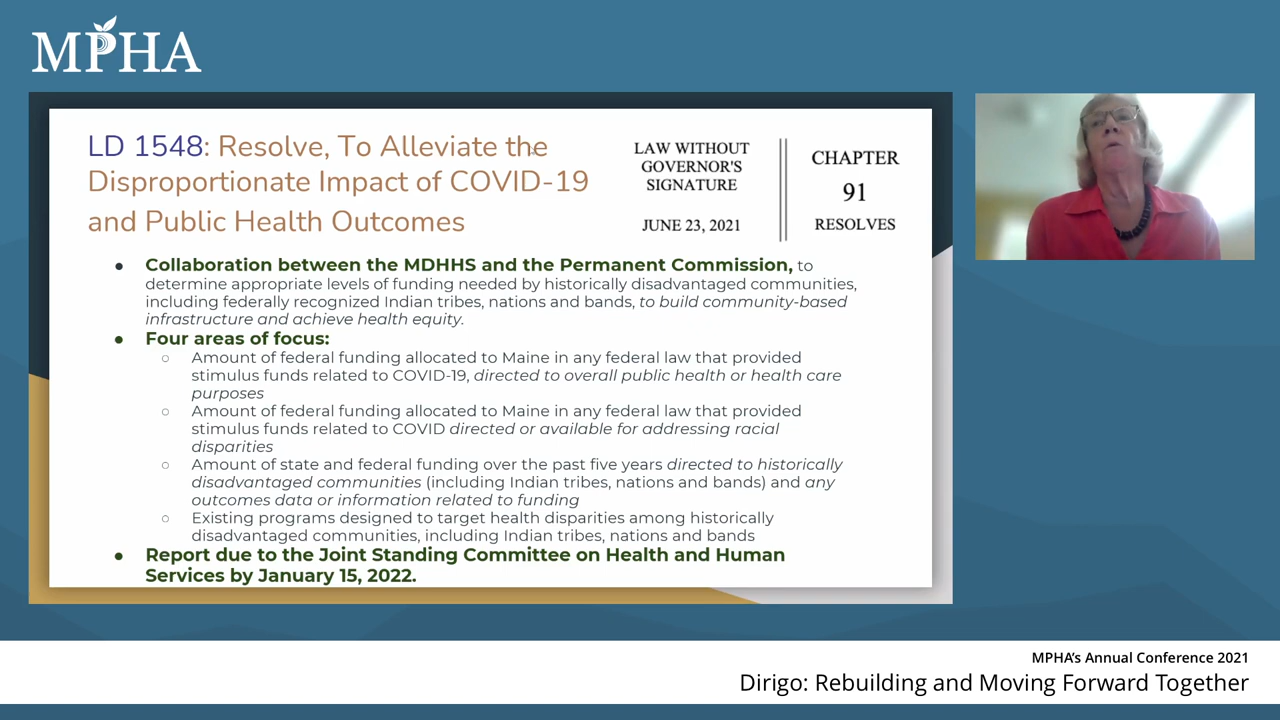 MPHA
LD 1548: Resolve, To Alleviate the
Disproportionate Impact of COVID-19
and Public Health Outcomes
LAW WITHOUT
GOVERNOR'S
SIGNATURE
JUNE 23, 2021
CHAPTER
91
RESOLVES
● Collaboration between the MDHHS and the Permanent Commission, to
determine appropriate levels of funding needed by historically disadvantaged communities,
including federally recognized Indian tribes, nations and bands, to build community-based
infrastructure and achieve health equity.
● Four areas of focus:
○ Amount of federal funding allocated to Maine in any federal law that provided
stimulus funds related to COVID-19, directed to overall public health or health care
purposes
○ Amount of federal funding allocated to Maine in any federal law that provided
stimulus funds related to COVID directed or available for addressing racial
disparities
○ Amount of state and federal funding over the past five years directed to historically
disadvantaged communities (including Indian tribes, nations and bands) and any
outcomes data or information related to funding
○ Existing programs designed to target health disparities among historically
disadvantaged communities, including Indian tribes, nations and bands
● Report due to the Joint Standing Committee on Health and Human
Services by January 15, 2022.
MPHA's Annual Conference 2021
Dirigo: Rebuilding and Moving Forward Together